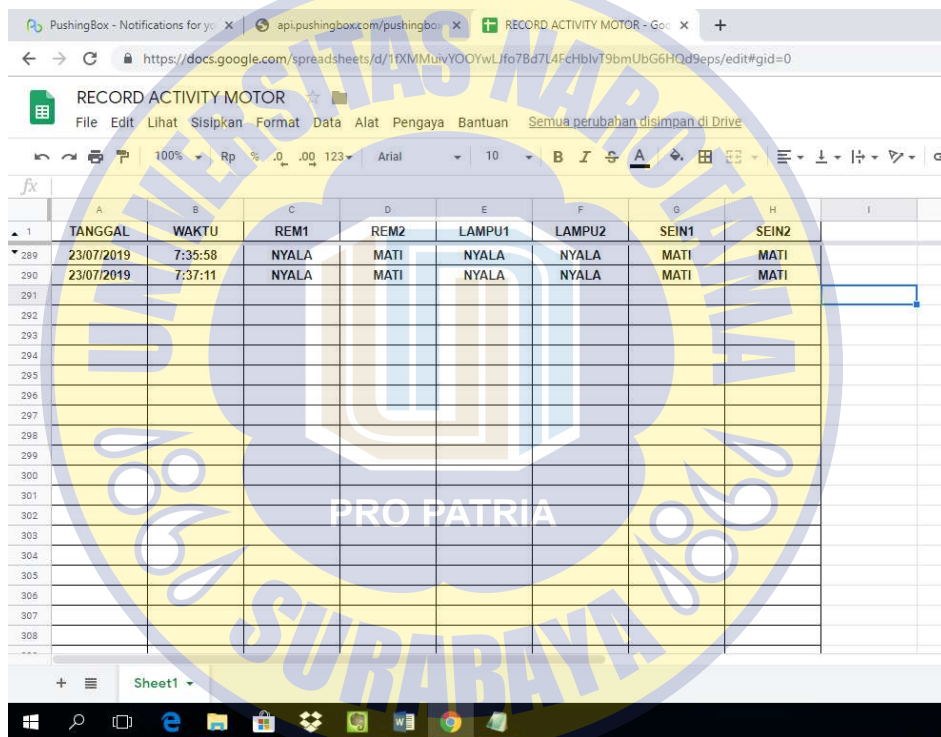 PushingBox - Notifications for yo
api.pushingbox.com/pushingbo
RECORD ACTIVITY MOTOR - Goo
https://docs.google.com/spreadsheets/d/
/edit#gid=0
RECORD ACTIVITY MOTOR
File Edit Lihat Sisipkan Format Data Alat Pengaya Bantuan Semua perubahan disimpan di Drive
100% Rp % .0 .00 123 Arial 10 B I S A
fx
A B C D E F G H I
1 TANGGAL WAKTU REM1 REM2 LAMPU1 LAMPU2 SEIN1 SEIN2
289 23/07/2019 7:35:58 NYALA MATI NYALA NYALA MATI MATI
290 23/07/2019 7:37:11 NYALA MATI NYALA NYALA MATI MATI
291
292
293
294
295
296
297
298
299
300
301
302
303
304
305
306
307
308
UNIVERSITAS NAROTAMA
PRO PATRIA
SURABAYA
Sheet1